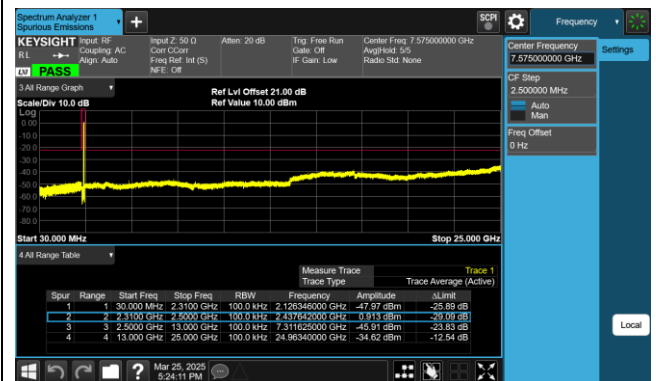 Spectrum Analyzer 1
Spurious Emissions
SCPI
Frequency
KEYSIGHT
RL
LXI
PASS
Input: RF
Coupling: AC
Align: Auto
Input Z: 50 Ω
Corr CCorr
Freq Ref: Int (S)
NFE: Off
Atten: 20 dB
Trig: Free Run
Gate: Off
IF Gain: Low
Center Freq: 7.575000000 GHz
Avg|Hold: 5/5
Radio Std: None
Center Frequency
7.575000000 GHz
Settings
CF Step
2.500000 MHz
Auto
Man
Freq Offset
0 Hz
3 All Range Graph
Scale/Div 10.0 dB
Ref Lvl Offset 21.00 dB
Ref Value 10.00 dBm
Log
0.00
-10.0
-20.0
-30.0
-40.0
-50.0
-60.0
-70.0
-80.0
Start 30.000 MHz
Stop 25.000 GHz
4 All Range Table
Measure Trace Trace 1
Trace Type Trace Average (Active)
Spur Range Start Freq Stop Freq RBW Frequency Amplitude ΔLimit
1 1 30.000 MHz 2.3100 GHz 100.0 kHz 2.126346000 GHz -47.97 dBm -25.89 dB
2 2 2.3100 GHz 2.5000 GHz 100.0 kHz 2.437642000 GHz 0.913 dBm -29.09 dB
3 3 2.5000 GHz 13.000 GHz 100.0 kHz 7.311625000 GHz -45.91 dBm -23.83 dB
4 4 13.000 GHz 25.000 GHz 100.0 kHz 24.96340000 GHz -34.62 dBm -12.54 dB
Local
?
Mar 25, 2025
5:24:11 PM